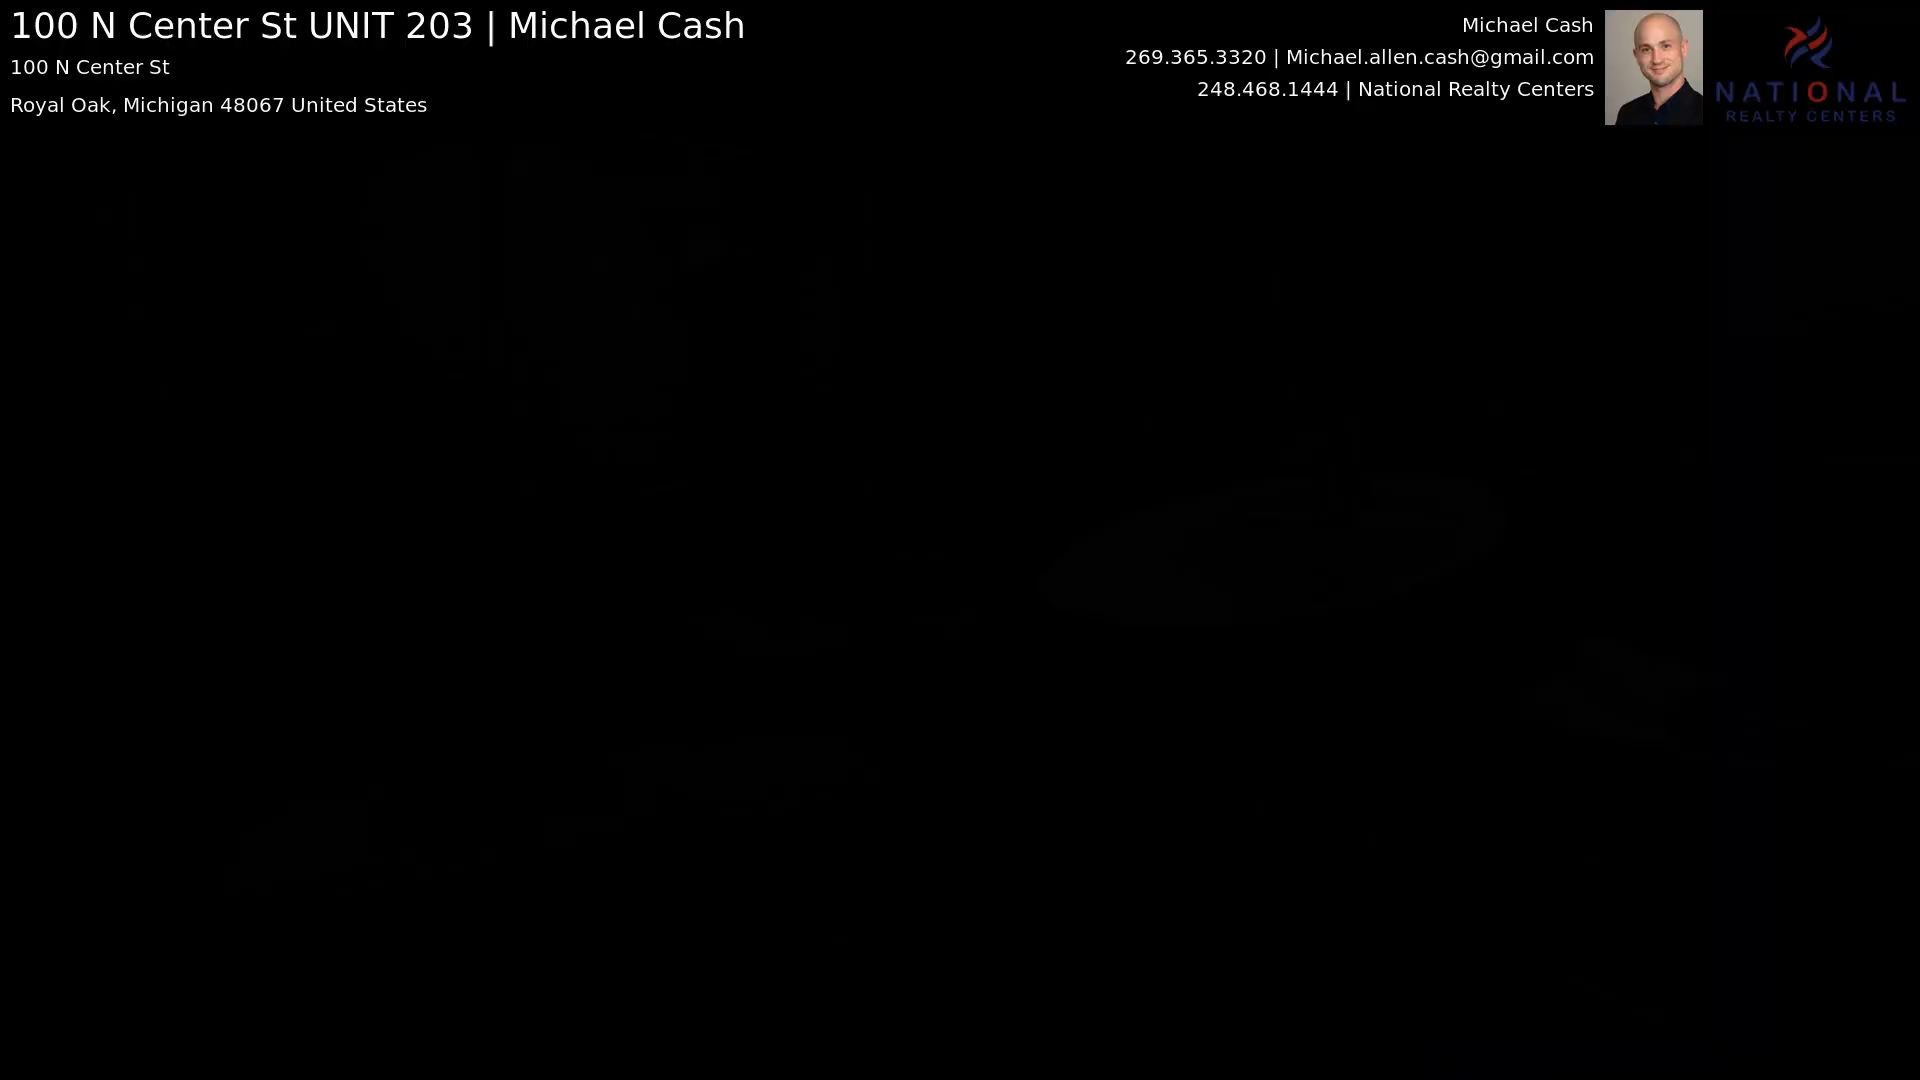 100 N Center St UNIT 203 | Michael Cash
100 N Center St
Royal Oak, Michigan 48067 United States
Michael Cash
269.365.3320 | Michael.allen.cash@gmail.com
248.468.1444 | National Realty Centers
NATIONAL
REALTY CENTERS